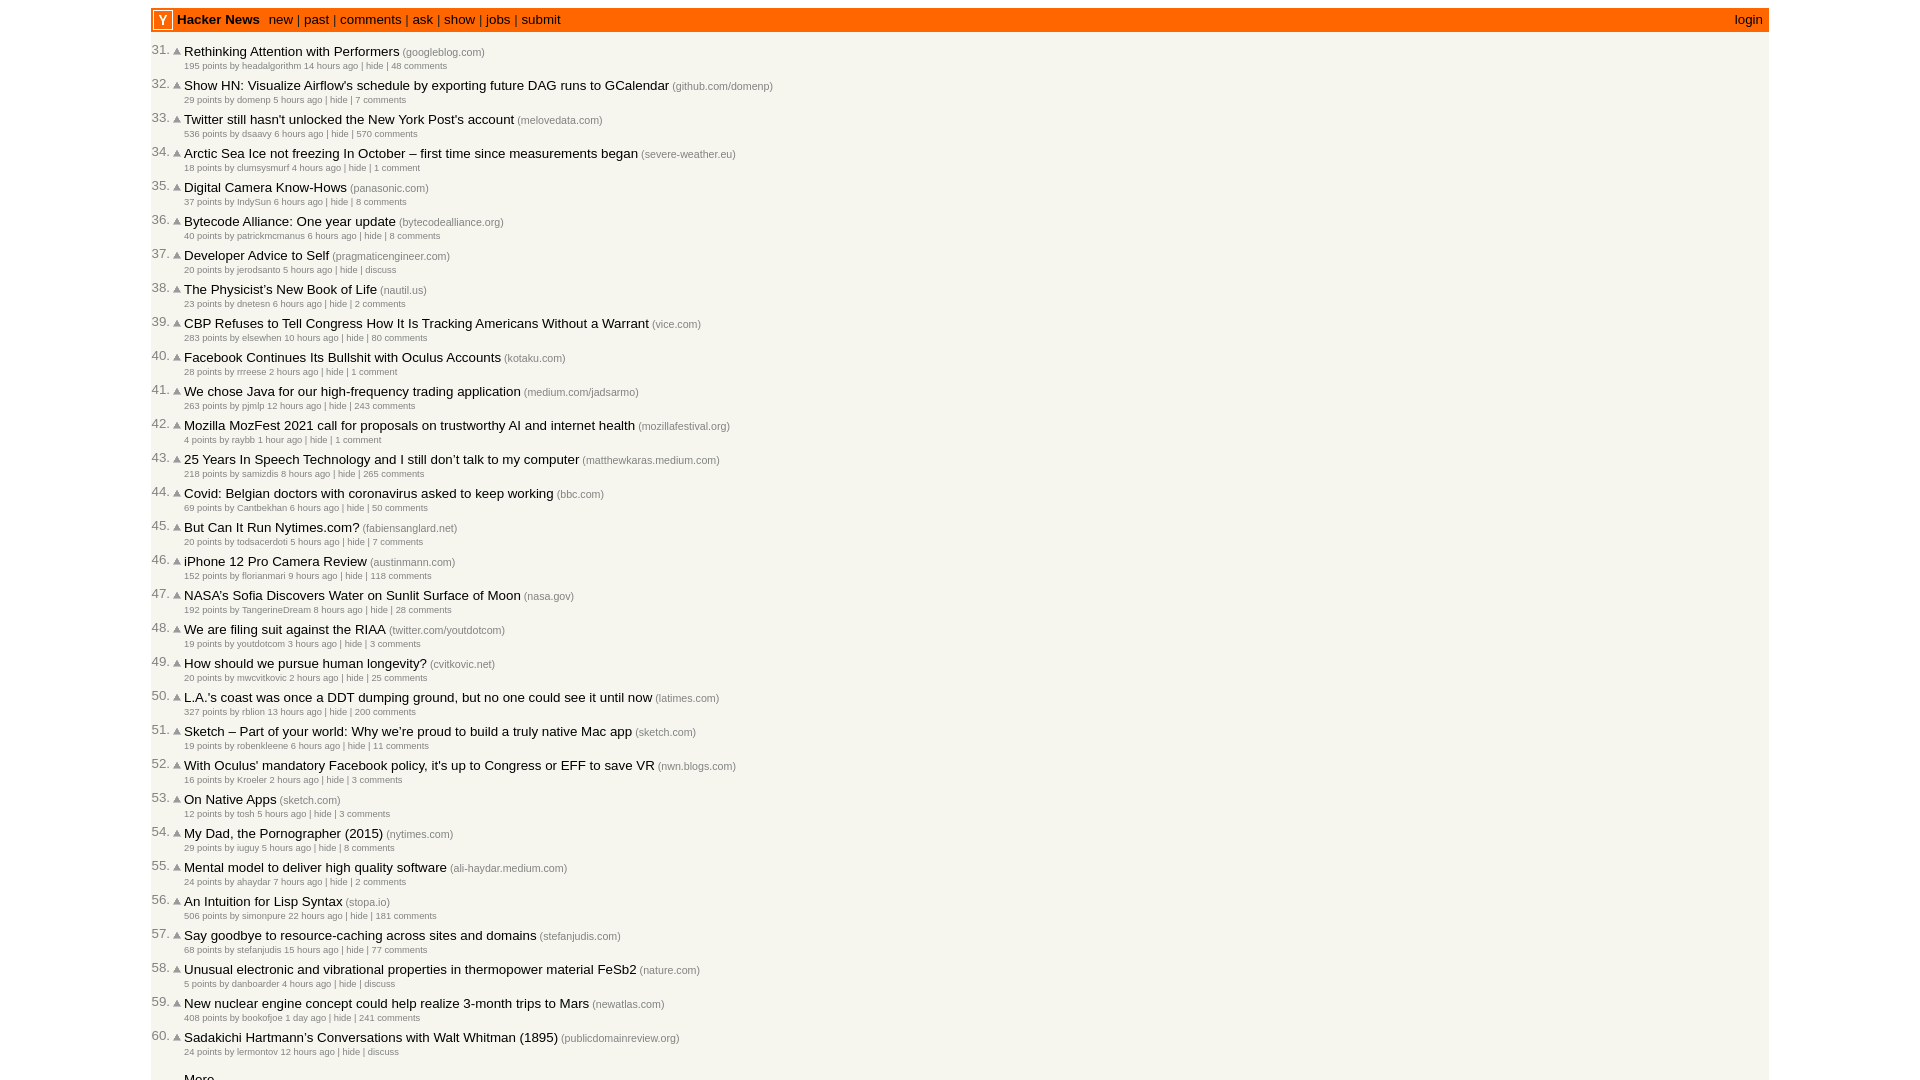 Y Hacker News new | past | comments | ask | show | jobs | submit login
31. Rethinking Attention with Performers (googleblog.com)
195 points by headalgorithm 14 hours ago | hide | 48 comments
32. Show HN: Visualize Airflow's schedule by exporting future DAG runs to GCalendar (github.com/domenp)
29 points by domenp 5 hours ago | hide | 7 comments
33. Twitter still hasn't unlocked the New York Post's account (melovedata.com)
536 points by dsaavy 6 hours ago | hide | 570 comments
34. Arctic Sea Ice not freezing In October – first time since measurements began (severe-weather.eu)
18 points by clumsysmurf 4 hours ago | hide | 1 comment
35. Digital Camera Know-Hows (panasonic.com)
37 points by IndySun 6 hours ago | hide | 8 comments
36. Bytecode Alliance: One year update (bytecodealliance.org)
40 points by patrickmcmanus 6 hours ago | hide | 8 comments
37. Developer Advice to Self (pragmaticengineer.com)
20 points by jerodsanto 5 hours ago | hide | discuss
38. The Physicist’s New Book of Life (nautil.us)
23 points by dnetesn 6 hours ago | hide | 2 comments
39. CBP Refuses to Tell Congress How It Is Tracking Americans Without a Warrant (vice.com)
283 points by elsewhen 10 hours ago | hide | 80 comments
40. Facebook Continues Its Bullshit with Oculus Accounts (kotaku.com)
28 points by rrreese 2 hours ago | hide | 1 comment
41. We chose Java for our high-frequency trading application (medium.com/jadsarmo)
263 points by pjmlp 12 hours ago | hide | 243 comments
42. Mozilla MozFest 2021 call for proposals on trustworthy AI and internet health (mozillafestival.org)
4 points by raybb 1 hour ago | hide | 1 comment
43. 25 Years In Speech Technology and I still don’t talk to my computer (matthewkaras.medium.com)
218 points by samizdis 8 hours ago | hide | 265 comments
44. Covid: Belgian doctors with coronavirus asked to keep working (bbc.com)
69 points by Cantbekhan 6 hours ago | hide | 50 comments
45. But Can It Run Nytimes.com? (fabiensanglard.net)
20 points by todsacerdoti 5 hours ago | hide | 7 comments
46. iPhone 12 Pro Camera Review (austinmann.com)
152 points by florianmari 9 hours ago | hide | 118 comments
47. NASA’s Sofia Discovers Water on Sunlit Surface of Moon (nasa.gov)
192 points by TangerineDream 8 hours ago | hide | 28 comments
48. We are filing suit against the RIAA (twitter.com/youtdotcom)
19 points by youtdotcom 3 hours ago | hide | 3 comments
49. How should we pursue human longevity? (cvitkovic.net)
20 points by mwcvitkovic 2 hours ago | hide | 25 comments
50. L.A.'s coast was once a DDT dumping ground, but no one could see it until now (latimes.com)
327 points by rblion 13 hours ago | hide | 200 comments
51. Sketch – Part of your world: Why we’re proud to build a truly native Mac app (sketch.com)
19 points by robenkleene 6 hours ago | hide | 11 comments
52. With Oculus' mandatory Facebook policy, it's up to Congress or EFF to save VR (nwn.blogs.com)
16 points by Kroeler 2 hours ago | hide | 3 comments
53. On Native Apps (sketch.com)
12 points by tosh 5 hours ago | hide | 3 comments
54. My Dad, the Pornographer (2015) (nytimes.com)
29 points by iuguy 5 hours ago | hide | 8 comments
55. Mental model to deliver high quality software (ali-haydar.medium.com)
24 points by ahaydar 7 hours ago | hide | 2 comments
56. An Intuition for Lisp Syntax (stopa.io)
506 points by simonpure 22 hours ago | hide | 181 comments
57. Say goodbye to resource-caching across sites and domains (stefanjudis.com)
68 points by stefanjudis 15 hours ago | hide | 77 comments
58. Unusual electronic and vibrational properties in thermopower material FeSb2 (nature.com)
5 points by danboarder 4 hours ago | hide | discuss
59. New nuclear engine concept could help realize 3-month trips to Mars (newatlas.com)
408 points by bookofjoe 1 day ago | hide | 241 comments
60. Sadakichi Hartmann’s Conversations with Walt Whitman (1895) (publicdomainreview.org)
24 points by lermontov 12 hours ago | hide | discuss
More